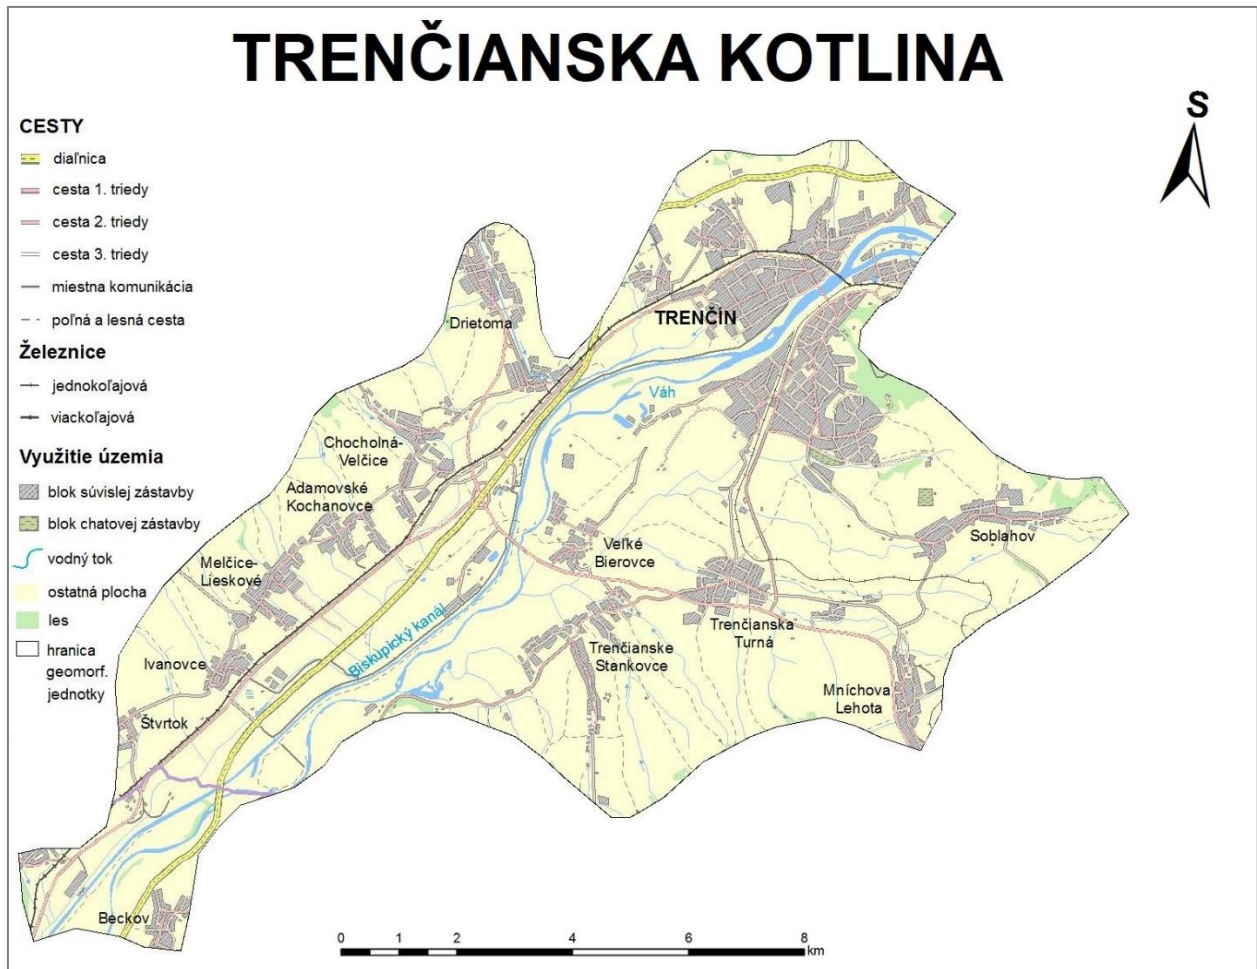 TRENČIANSKA KOTLINA
S
CESTY
diaľnica
cesta 1. triedy
cesta 2. triedy
cesta 3. triedy
miestna komunikácia
poľná a lesná cesta
Železnice
jednokoľajová
viackoľajová
Využitie územia
blok súvislej zástavby
blok chatovej zástavby
vodný tok
ostatná plocha
les
hranica
geomorf.
jednotky
Drietoma
TRENČÍN
Váh
Chocholná-
Velčice
Adamovské
Kochanovce
Melčice-
Lieskové
Veľké
Bierovce
Soblahov
Biskupický kanál
Trenčianska
Turná
Trenčianske
Stankovce
Ivanovce
Mníchova
Lehota
Štvrtok
Beckov
0 1 2 4 6 8
km